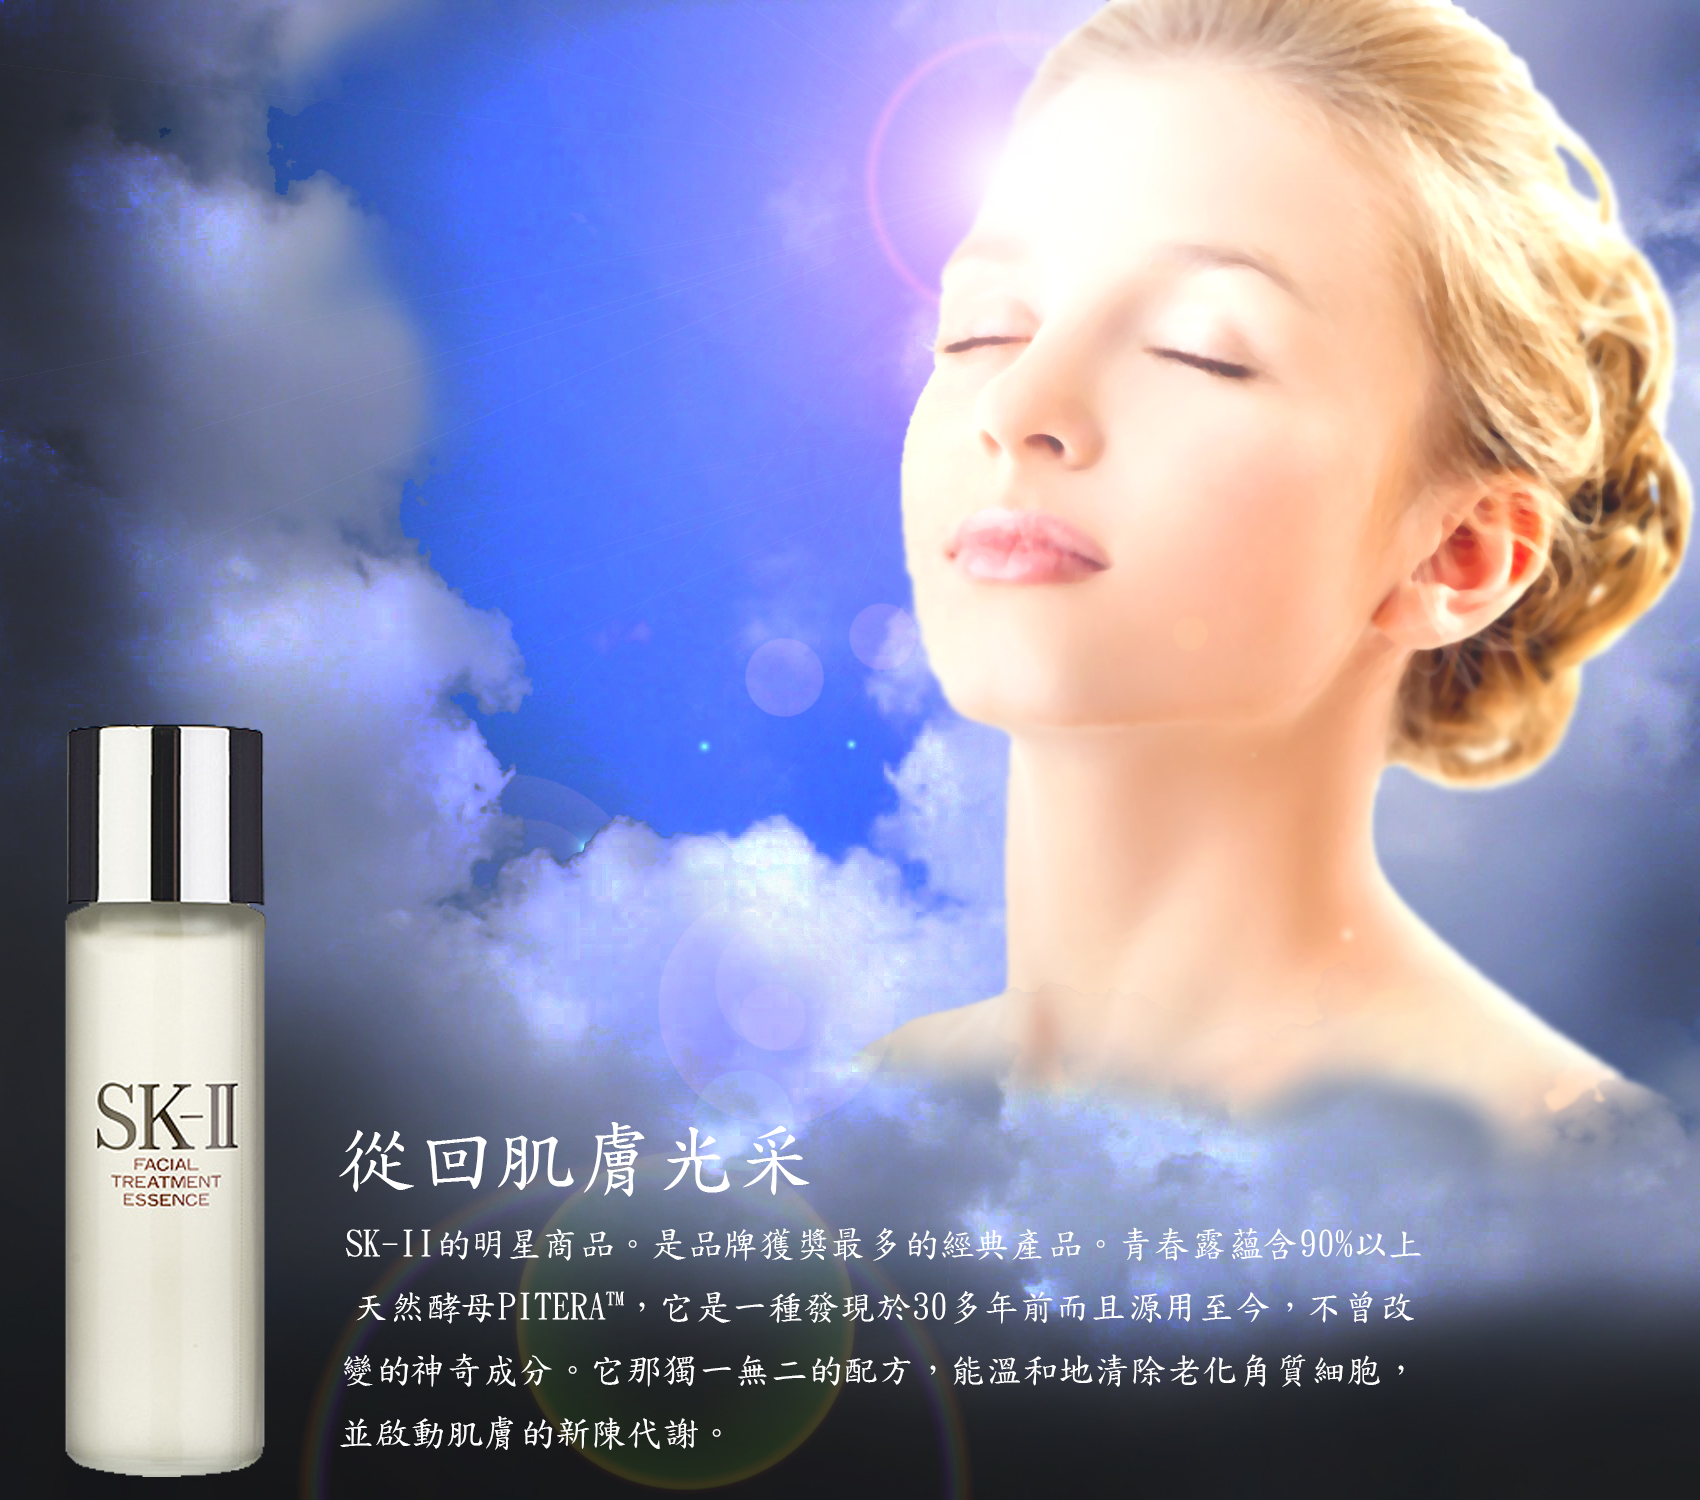 SK-II
FACIAL
TREATMENT
ESSENCE
從回肌膚光采
SK-II的明星商品。是品牌獲獎最多的經典產品。青春露蘊含90%以上
天然酵母PITERA™，它是一種發現於30多年前而且源用至今，不曾改
變的神奇成分。它那獨一無二的配方，能溫和地清除老化角質細胞，
並啟動肌膚的新陳代謝。